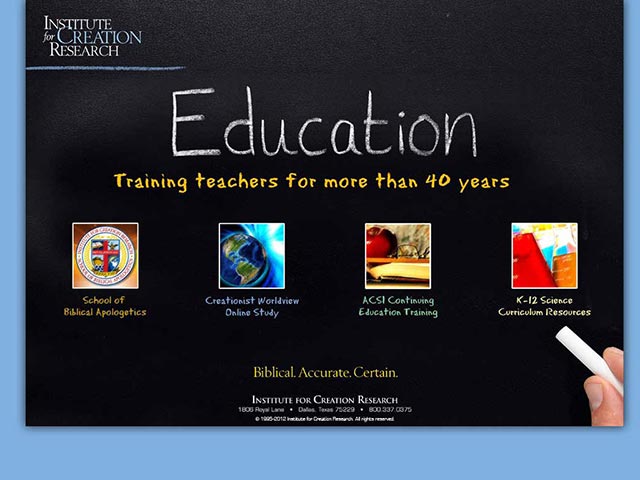 INSTITUTE
for CREATION
RESEARCH
Education
Training teachers for more than 40 years
School of
Biblical Apologetics
Creationist Worldview
Online Study
ACSI Continuing
Education Training
K-12 Science
Curriculum Resources
Biblical. Accurate. Certain.
INSTITUTE FOR CREATION RESEARCH
1806 Royal Lane • Dallas, Texas 75229 • 800.337.0375
© 1995-2012 Institute for Creation Research. All rights reserved.